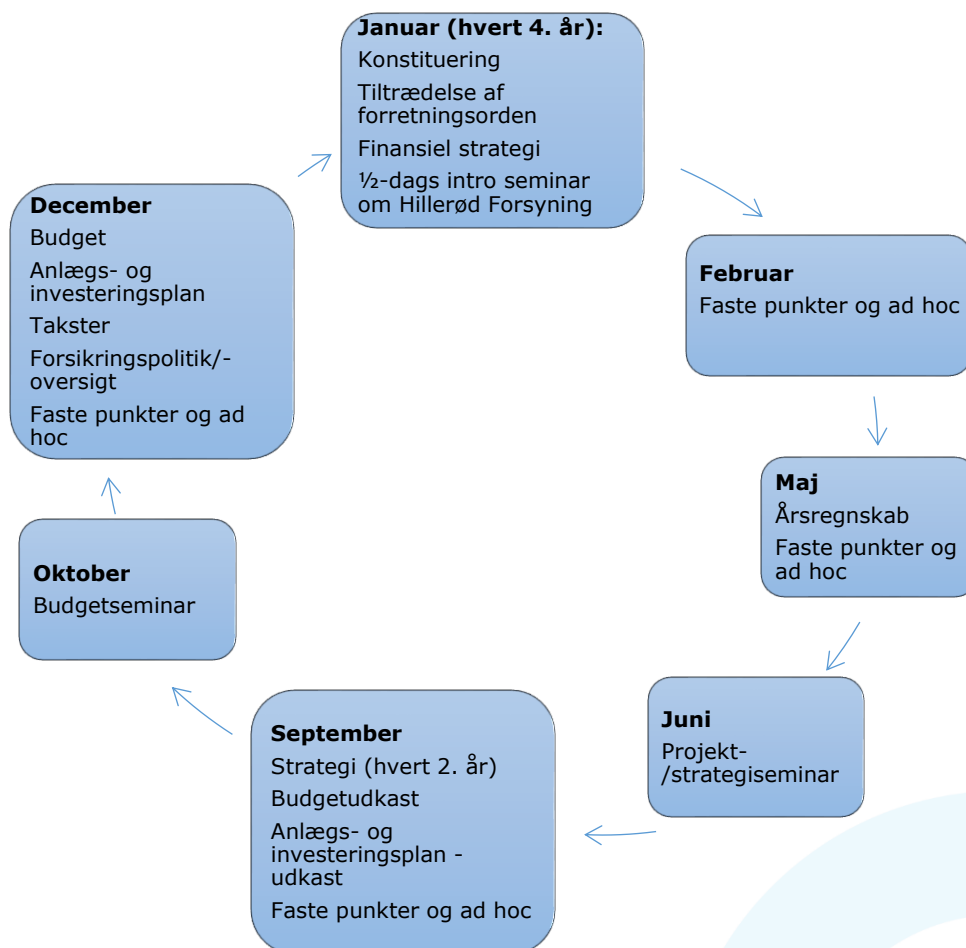 Januar (hvert 4. år):
Konstituering
Tiltrædelse af
forretningsorden
Finansiel strategi
½-dags intro seminar
om Hillerød Forsyning
Februar
Faste punkter og ad hoc
Maj
Årsregnskab
Faste punkter og
ad hoc
Juni
Projekt-
/strategiseminar
September
Strategi (hvert 2. år)
Budgetudkast
Anlægs- og
investeringsplan -
udkast
Faste punkter og ad hoc
Oktober
Budgetseminar
December
Budget
Anlægs- og
investeringsplan
Takster
Forsikringspolitik/-
oversigt
Faste punkter og ad
hoc